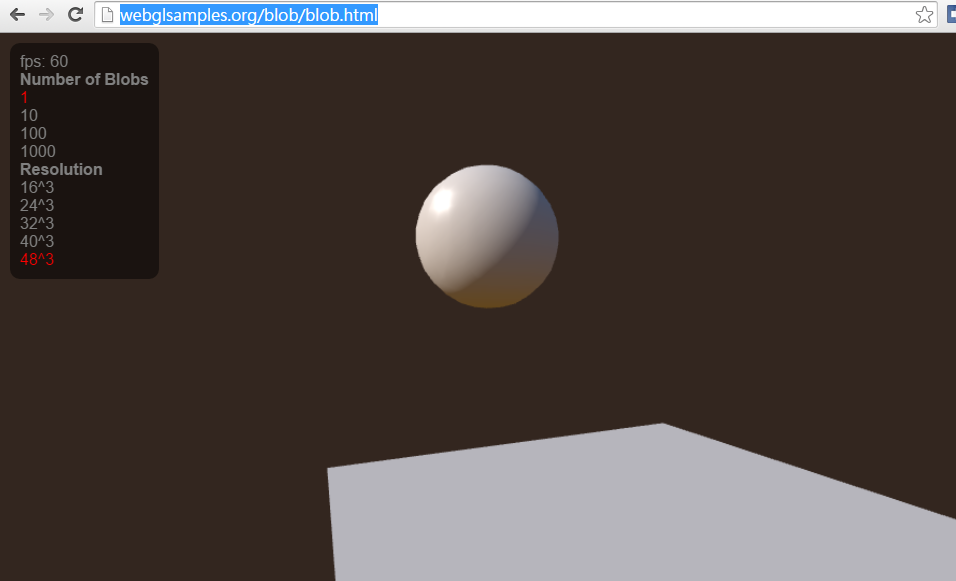 webglsamples.org/blob/blob.html
fps: 60
Number of Blobs
1
10
100
1000
Resolution
16^3
24^3
32^3
40^3
48^3